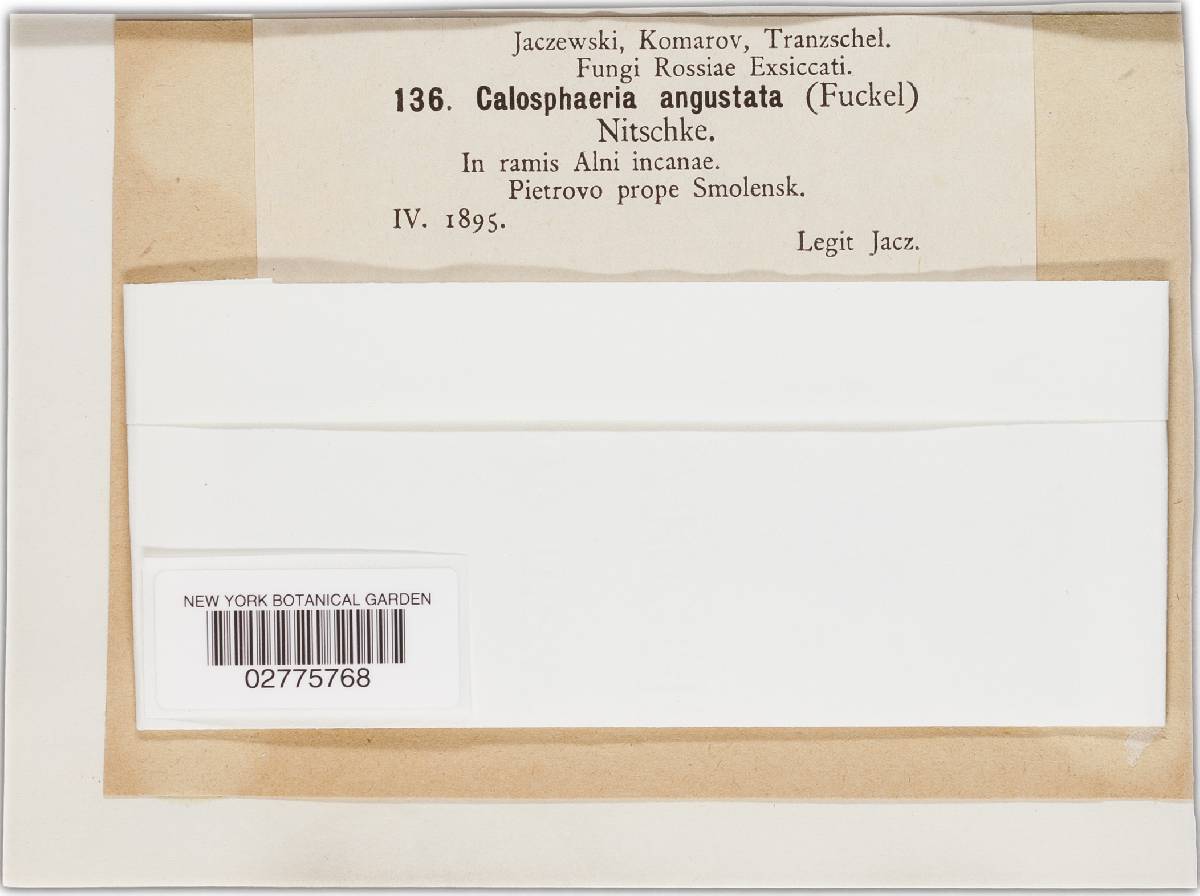 Jaczewski, Komarov, Tranzschel.
Fungi Rossiae Exsiccati.
136. Calosphaeria angustata (Fuckel)
Nitschke.
In ramis Alni incanae.
Pietrovo prope Smolensk.
IV. 1895.
Legit Jacz.
NEW YORK BOTANICAL GARDEN
02775768